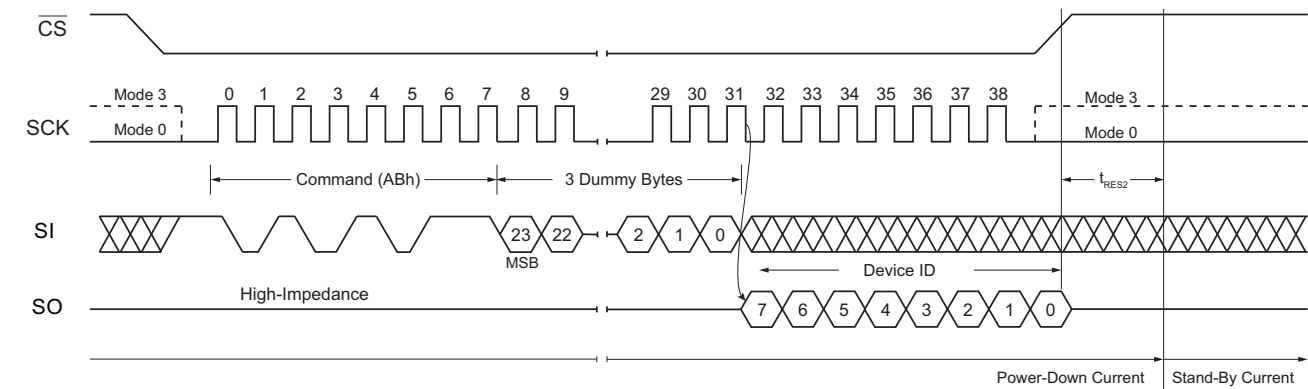 CS
Mode 3
0 1 2 3 4 5 6 7 8 9 29 30 31 32 33 34 35 36 37 38
Mode 3
SCK
Mode 0
Mode 0
Command (ABh)
3 Dummy Bytes
tRES2
SI
23 22 2 1 0
MSB
Device ID
High-Impedance
SO
7 6 5 4 3 2 1 0
Power-Down Current
Stand-By Current